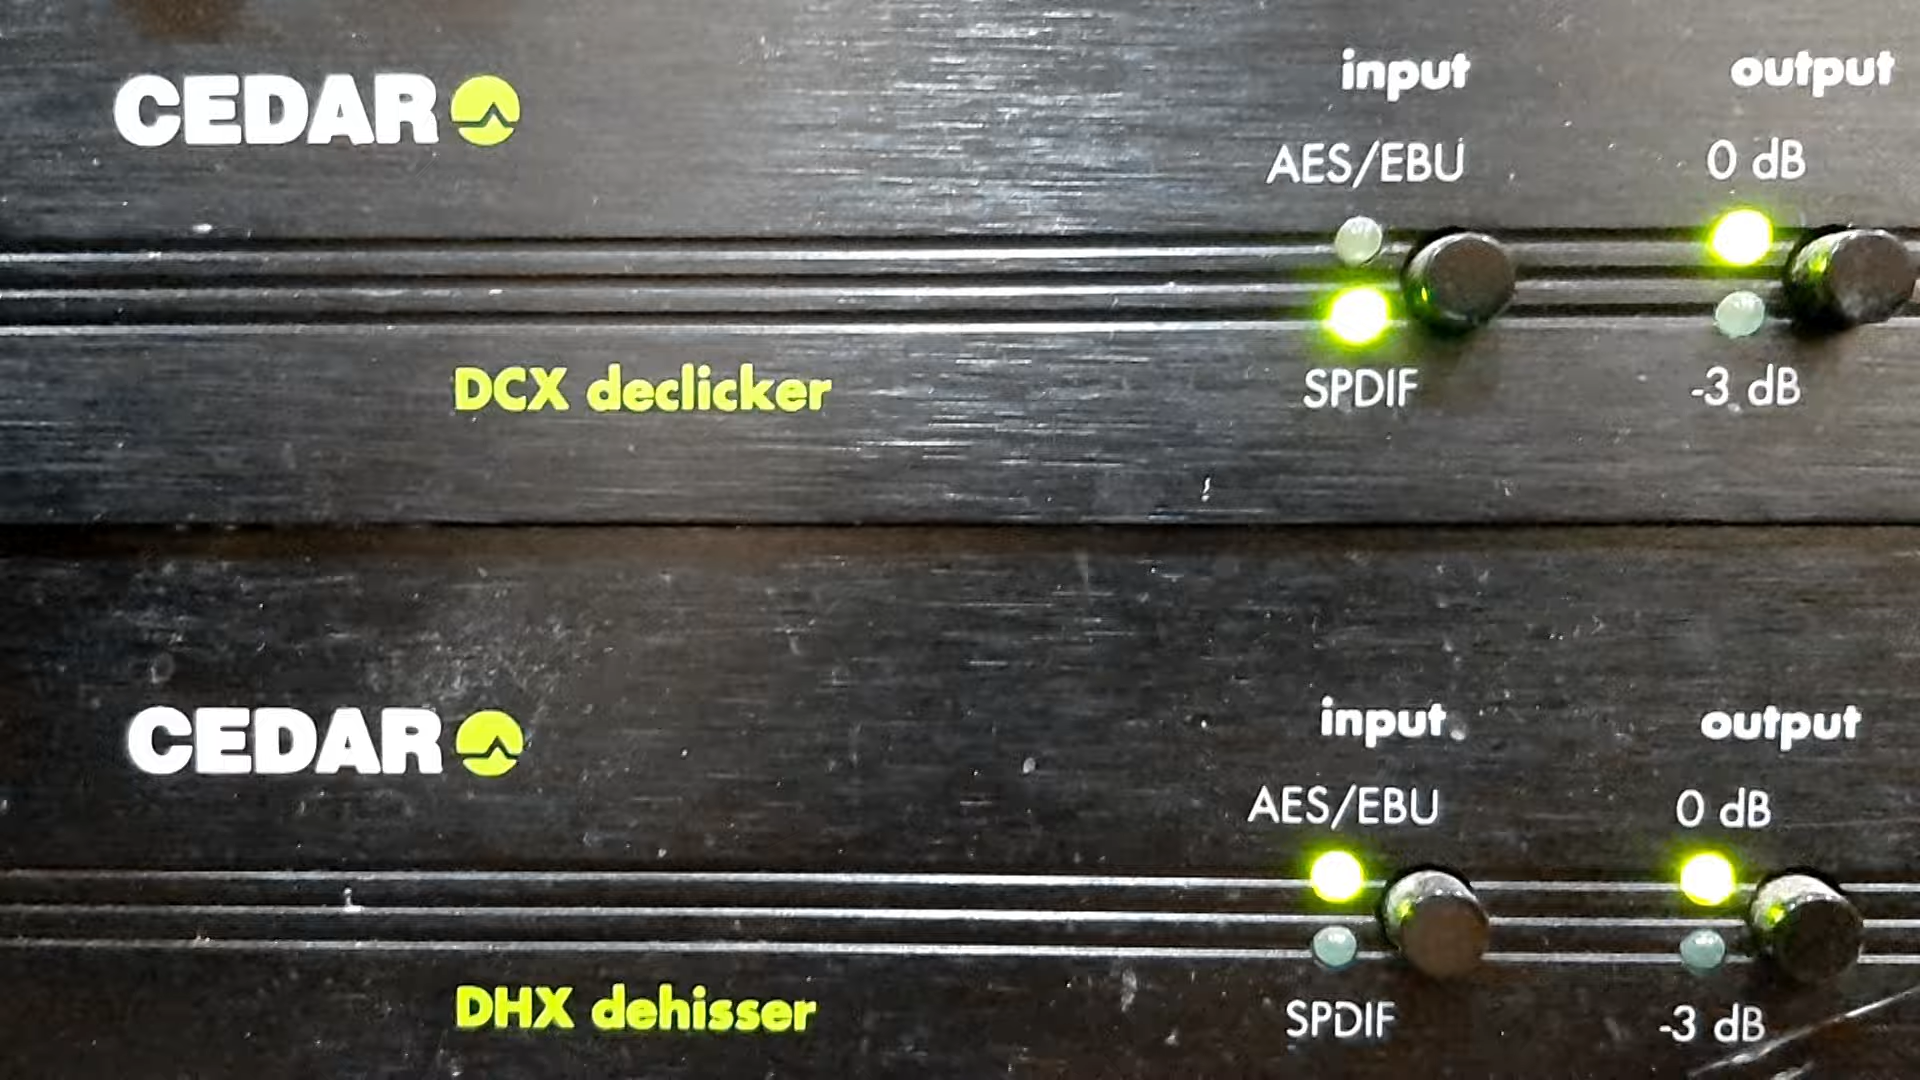 CEDAR
input
output
AES/EBU
0 dB
SPDIF
-3 dB
DCX declicker
CEDAR
input
output
AES/EBU
0 dB
SPDIF
-3 dB
DHX dehisser